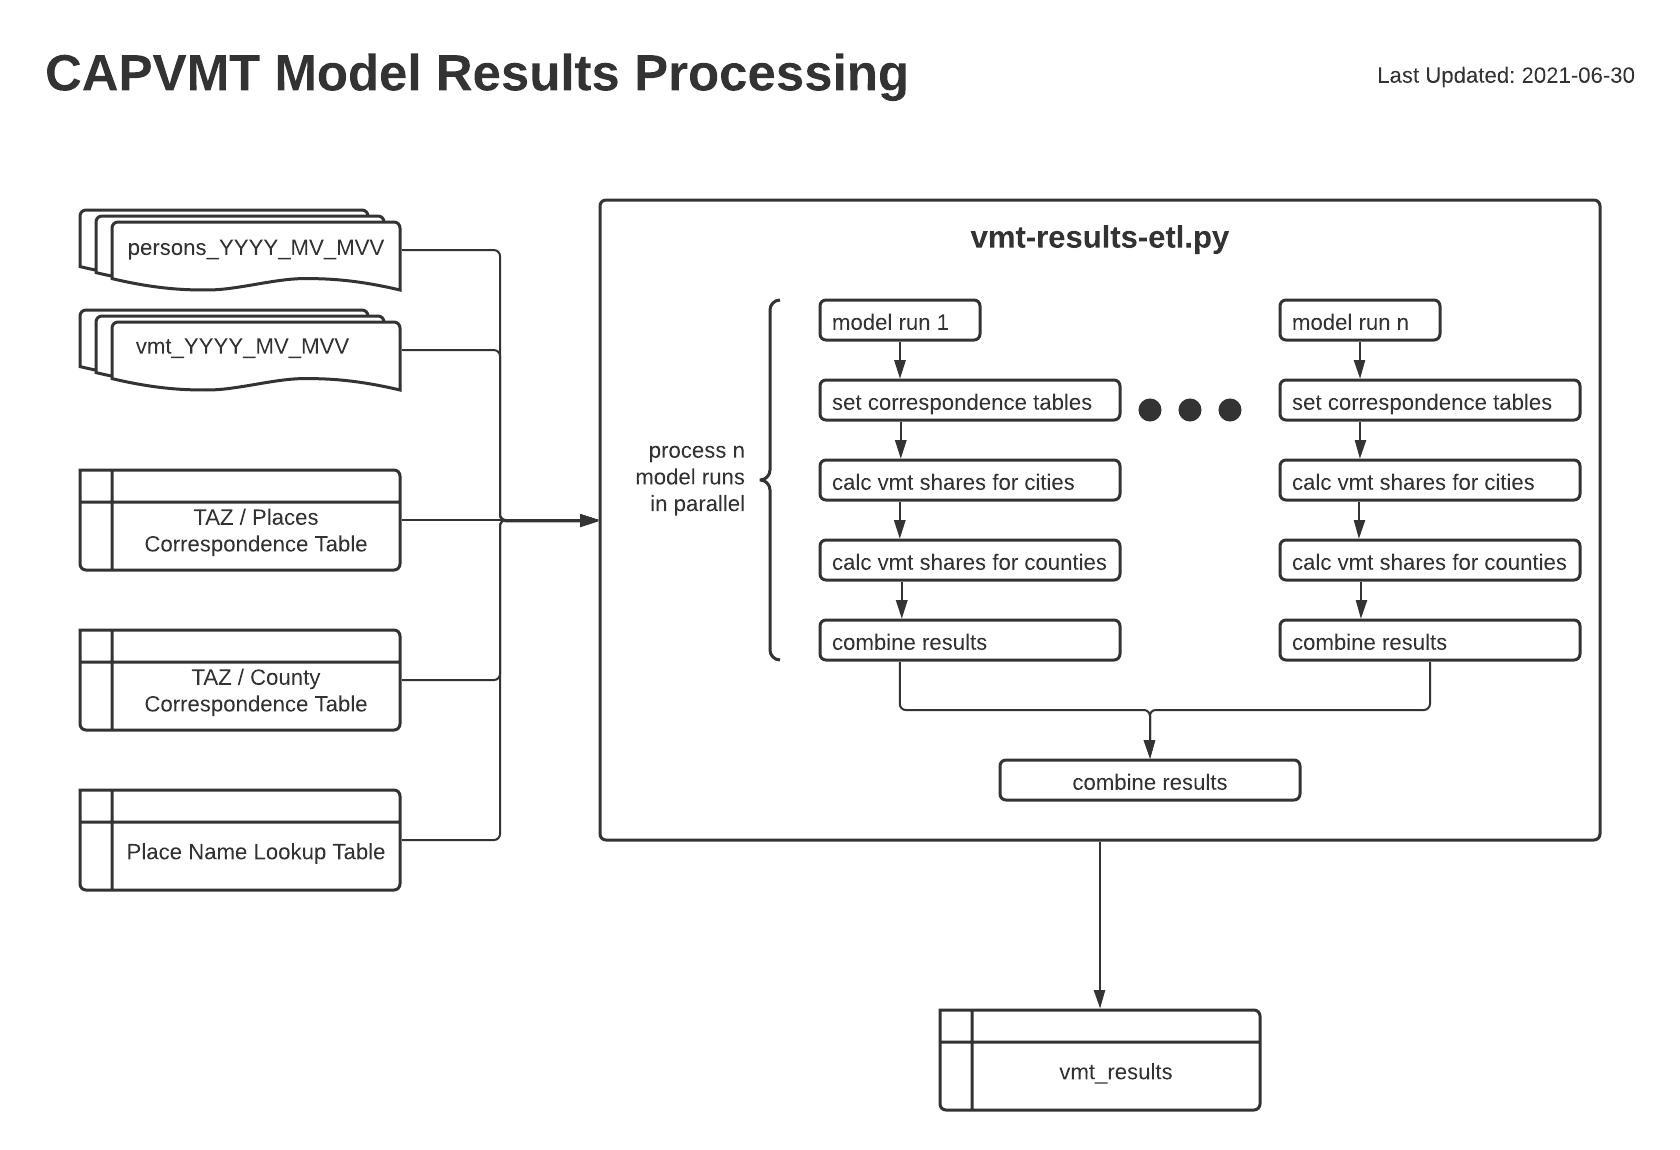 CAPVMT Model Results Processing
Last Updated: 2021-06-30
persons_YYYY_MV_MVV
vmt_YYYY_MV_MVV
TAZ / Places
Correspondence Table
TAZ / County
Correspondence Table
Place Name Lookup Table
vmt-results-etl.py
process n
model runs
in parallel
model run 1
set correspondence tables
calc vmt shares for cities
calc vmt shares for counties
combine results
model run n
set correspondence tables
calc vmt shares for cities
calc vmt shares for counties
combine results
combine results
vmt_results